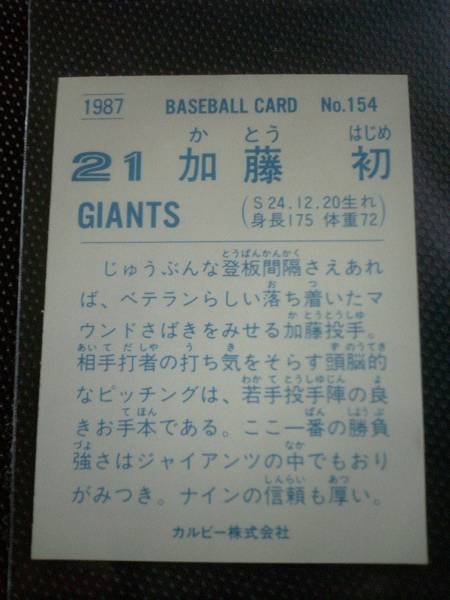 1987 BASEBALL CARD No.154
か とう はじめ
21 加藤 初
GIANTS (S24.12.20生れ
身長175 体重72)
とうばんかんかく
じゅうぶんな登板間隔さえあれ
お つ
ば、ベテランらしい落ち着いたマ
か とうとうしゅ
ウンドさばきをみせる加藤投手。
あいて だ しゃ う き ず のうてき
相手打者の打ち気をそらす頭脳的
わか て とうしゅじん よ
なピッチングは、若手投手陣の良
て ほん ばん しょうぶ
きお手本である。ここ一番の勝負
づよ なか
強さはジャイアンツの中でもおり
しんらい あつ
がみつき。ナインの信頼も厚い。
カルビー株式会社